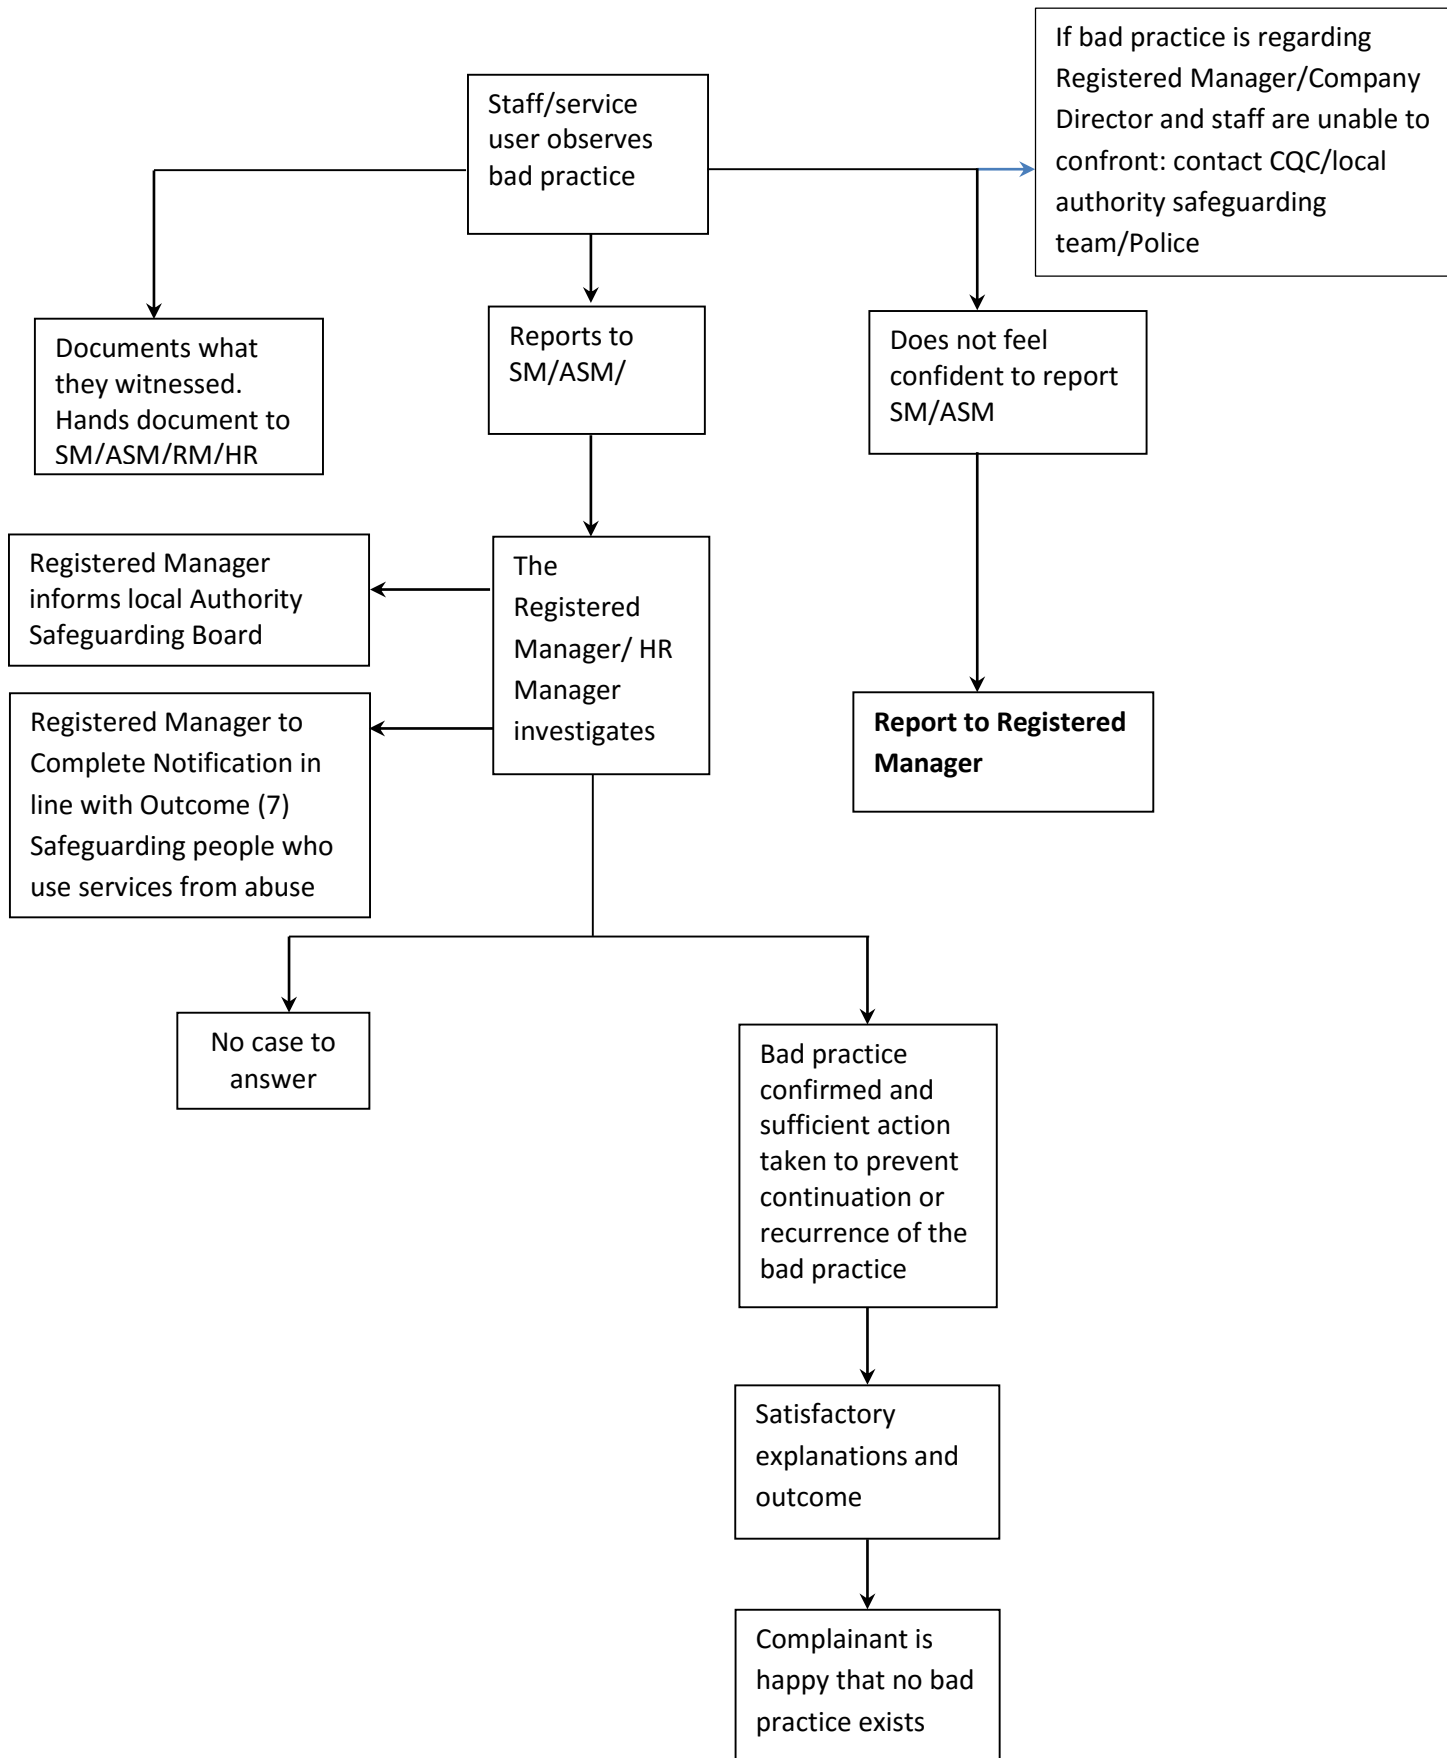 If bad practice is regarding
Registered Manager/Company
Director and staff are unable to
confront: contact CQC/local
authority safeguarding
team/Police
Staff/service
user observes
bad practice
Documents what
they witnessed.
Hands document to
SM/ASM/RM/HR
Reports to
SM/ASM/
Does not feel
confident to report
SM/ASM
Registered Manager
informs local Authority
Safeguarding Board
The
Registered
Manager/ HR
Manager
investigates
Registered Manager to
Complete Notification in
line with Outcome (7)
Safeguarding people who
use services from abuse
Report to Registered
Manager
No case to
answer
Bad practice
confirmed and
sufficient action
taken to prevent
continuation or
recurrence of the
bad practice
Satisfactory
explanations and
outcome
Complainant is
happy that no bad
practice exists